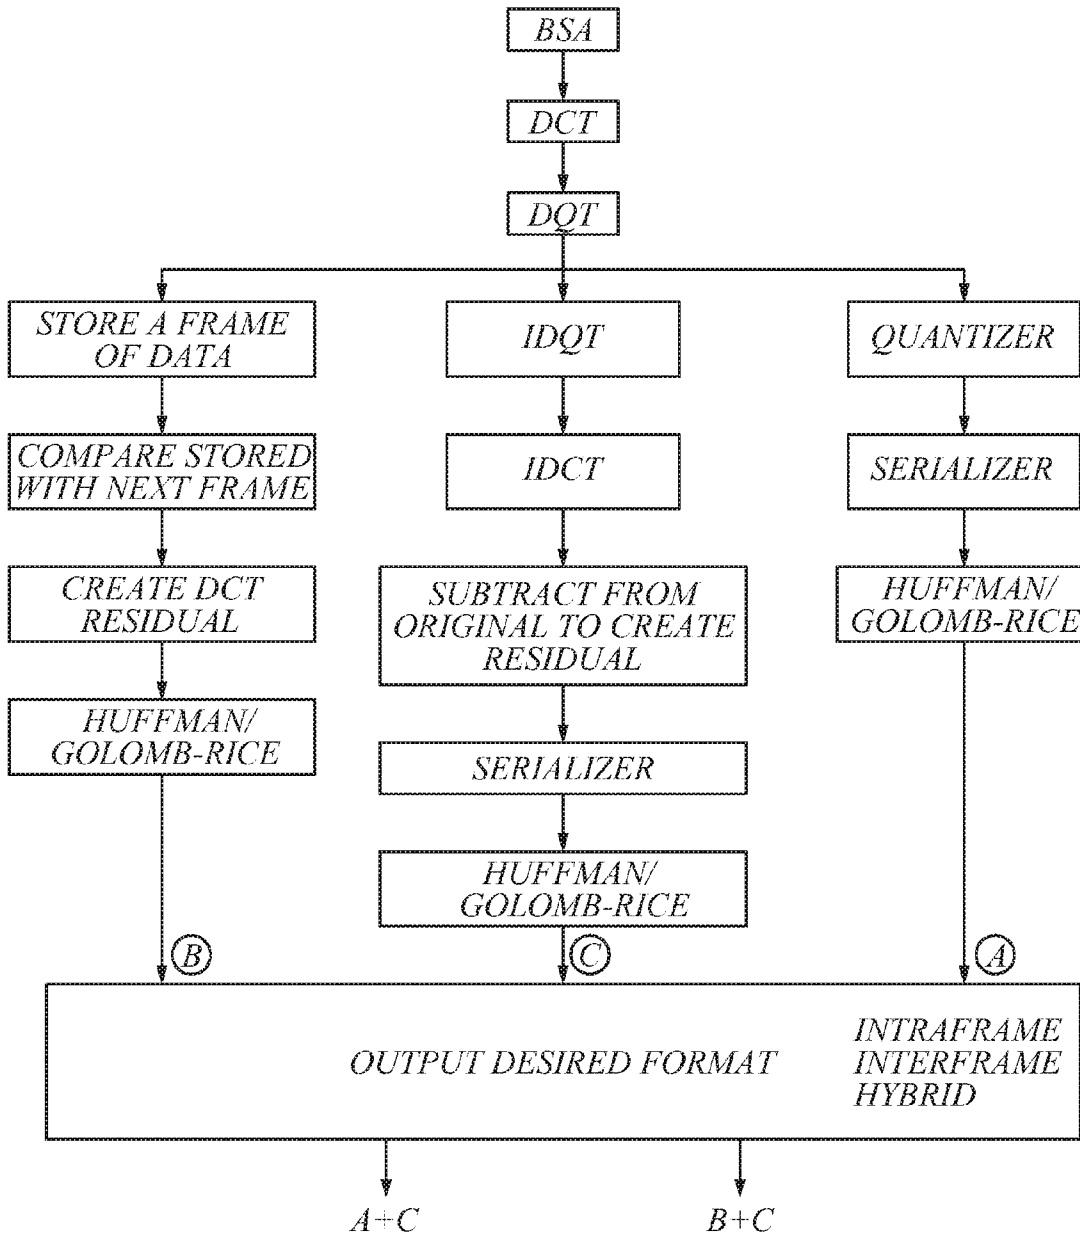 BSA
DCT
DQT
STORE A FRAME
OF DATA
IDQT
QUANTIZER
COMPARE STORED
WITH NEXT FRAME
IDCT
SERIALIZER
CREATE DCT
RESIDUAL
SUBTRACT FROM
ORIGINAL TO CREATE
RESIDUAL
HUFFMAN/
GOLOMB-RICE
HUFFMAN/
GOLOMB-RICE
SERIALIZER
HUFFMAN/
GOLOMB-RICE
B
C
A
OUTPUT DESIRED FORMAT
INTRAFRAME
INTERFRAME
HYBRID
A+C
B+C